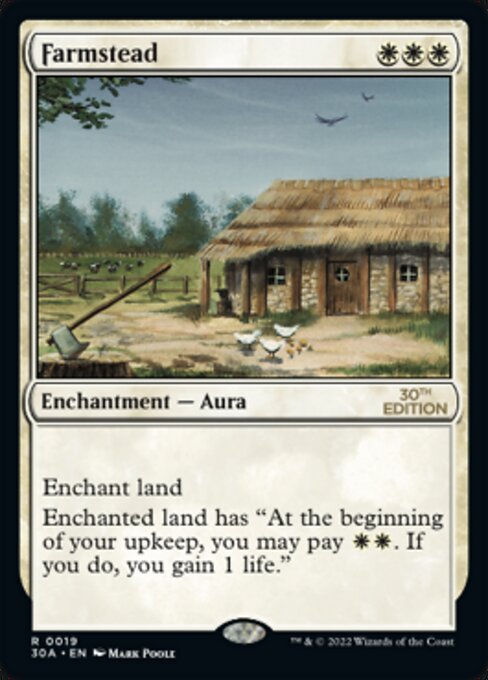 Farmstead
Enchantment — Aura
30TH
EDITION
Enchant land
Enchanted land has “At the beginning
of your upkeep, you may pay . If
you do, you gain 1 life.”
R 0019
30A • EN Mark Poole
™ & © 2022 Wizards of the Coast